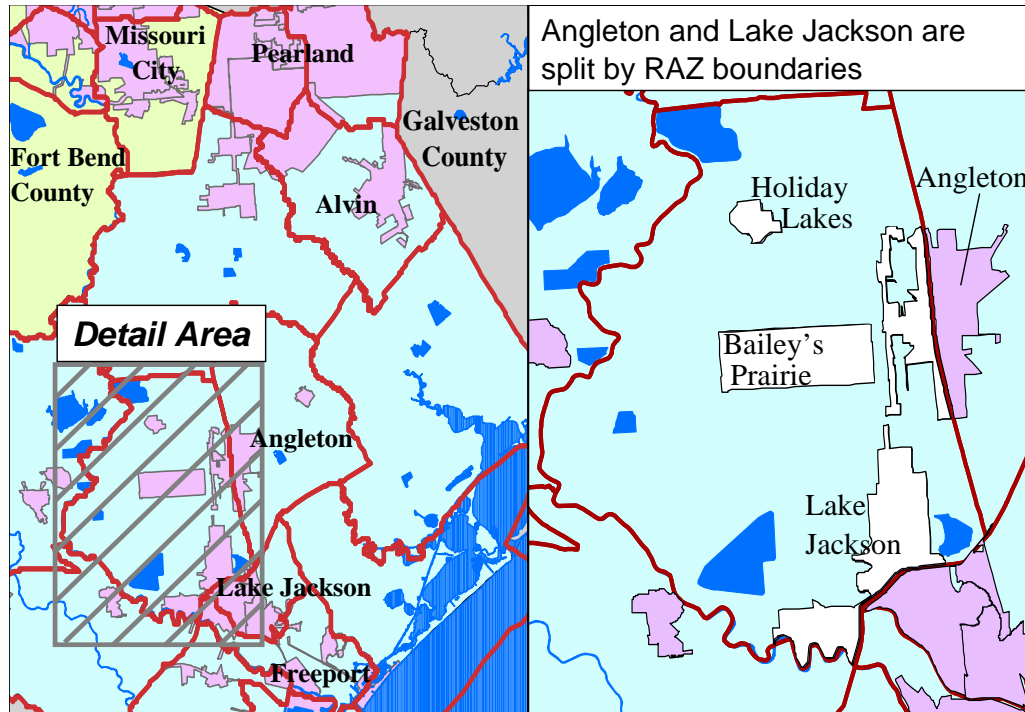 Missouri
City
Pearland
Galveston
County
Fort Bend
County
Alvin
Detail Area
Angleton
Lake Jackson
Freeport
Angleton and Lake Jackson are
split by RAZ boundaries
Holiday
Lakes
Angleton
Bailey’s
Prairie
Lake
Jackson